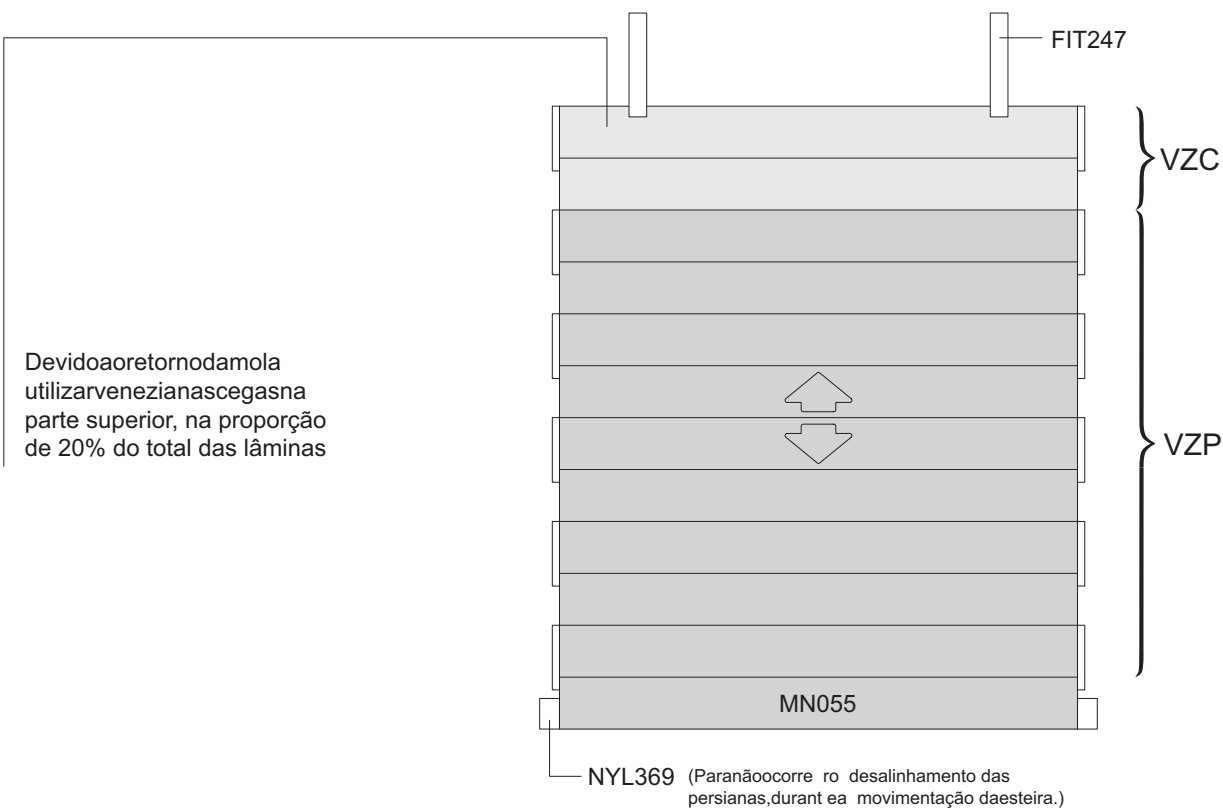 FIT247
VZC
Devidoaoretornodamola
utilizarvenezianascegasna
parte superior, na proporção
de 20% do total das lâminas
VZP
MN055
NYL369 (Paranãoocorre ro desalinhamento das
persianas,durant ea movimentação daesteira.)